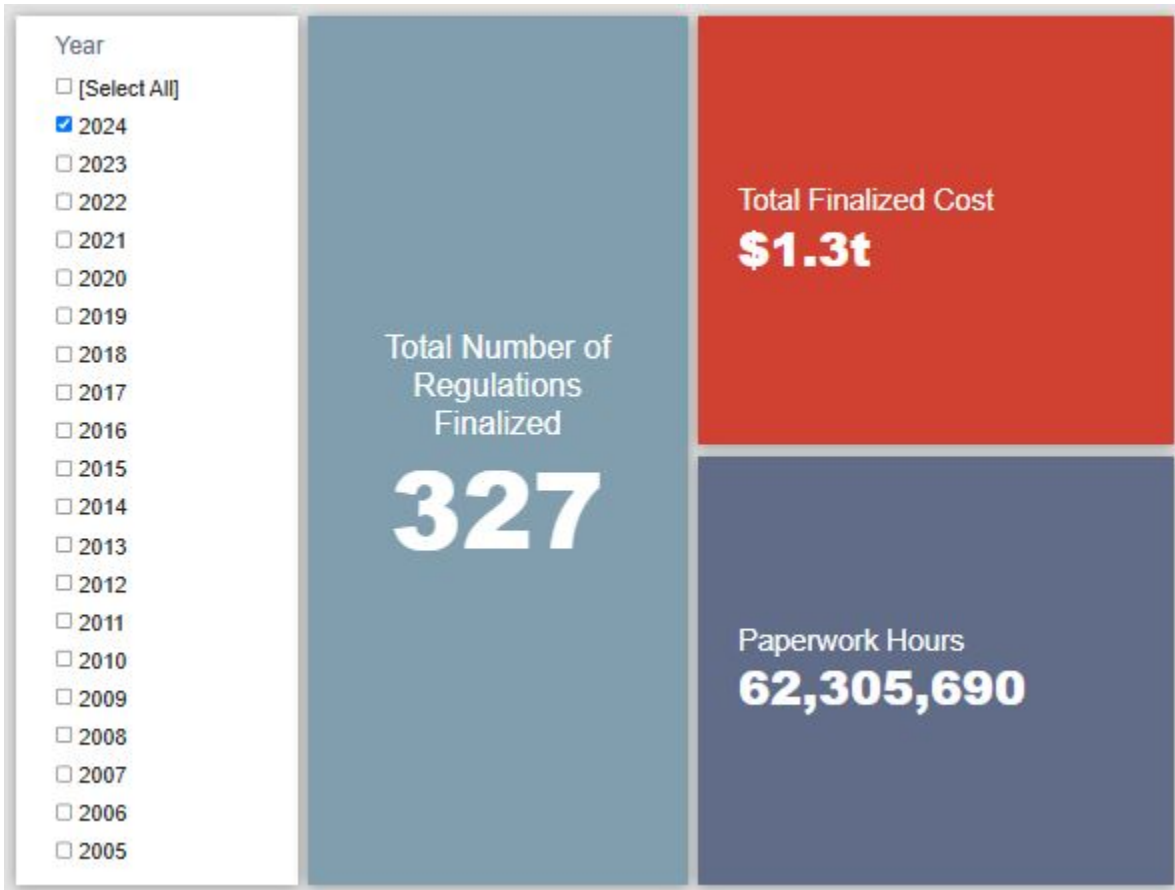 Year
[Select All]
2024
2023
2022
2021
2020
2019
2018
2017
2016
2015
2014
2013
2012
2011
2010
2009
2008
2007
2006
2005
Total Number of
Regulations
Finalized
327
Total Finalized Cost
$1.3t
Paperwork Hours
62,305,690